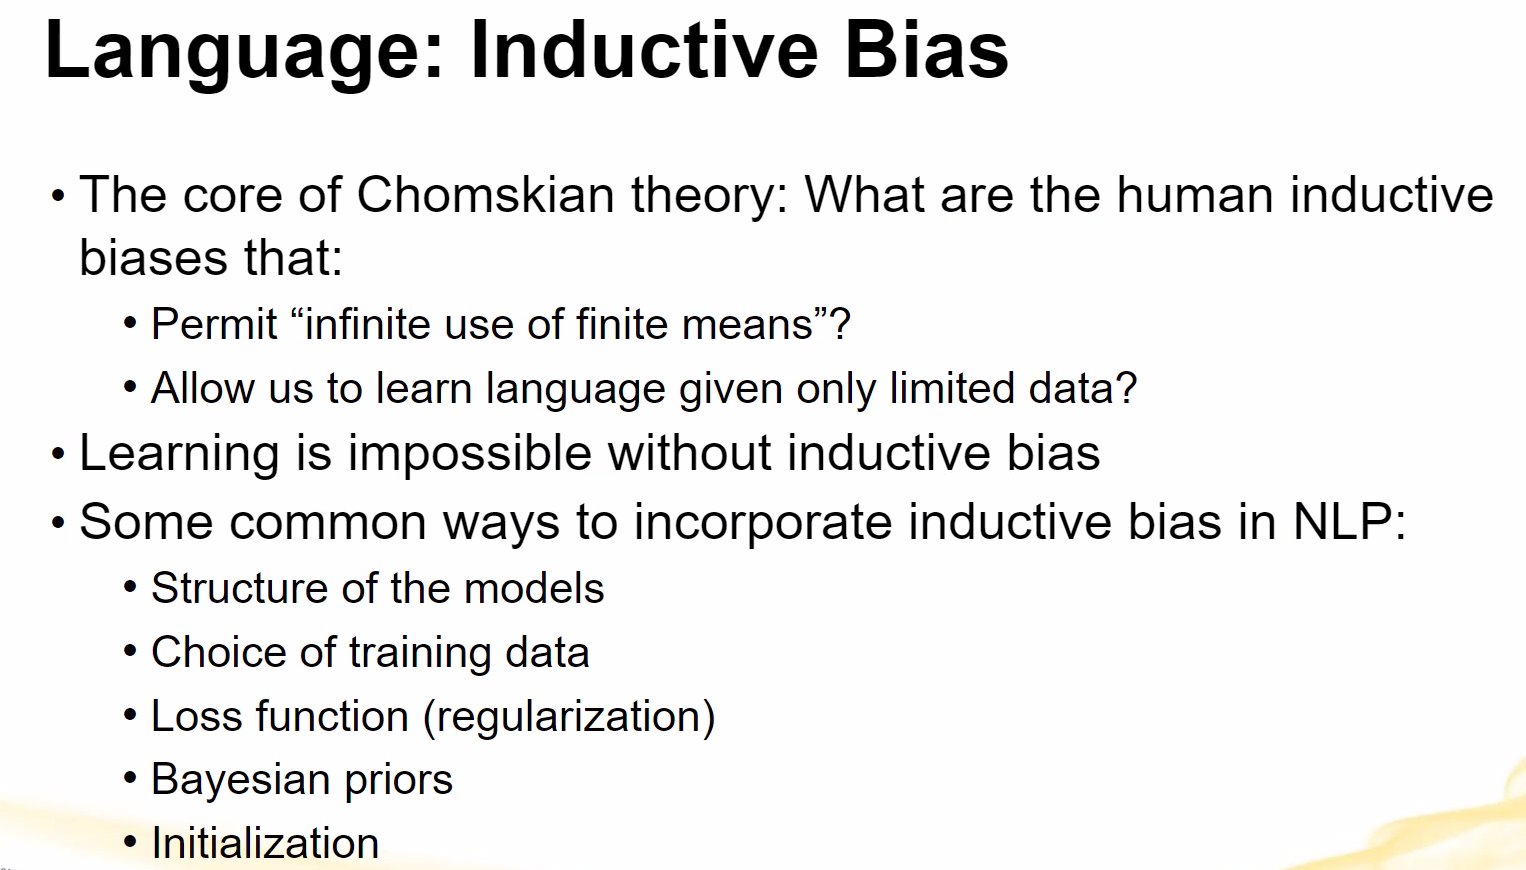 Language: Inductive Bias
• The core of Chomskian theory: What are the human inductive
biases that:
• Permit “infinite use of finite means”?
• Allow us to learn language given only limited data?
• Learning is impossible without inductive bias
• Some common ways to incorporate inductive bias in NLP:
• Structure of the models
• Choice of training data
• Loss function (regularization)
• Bayesian priors
• Initialization